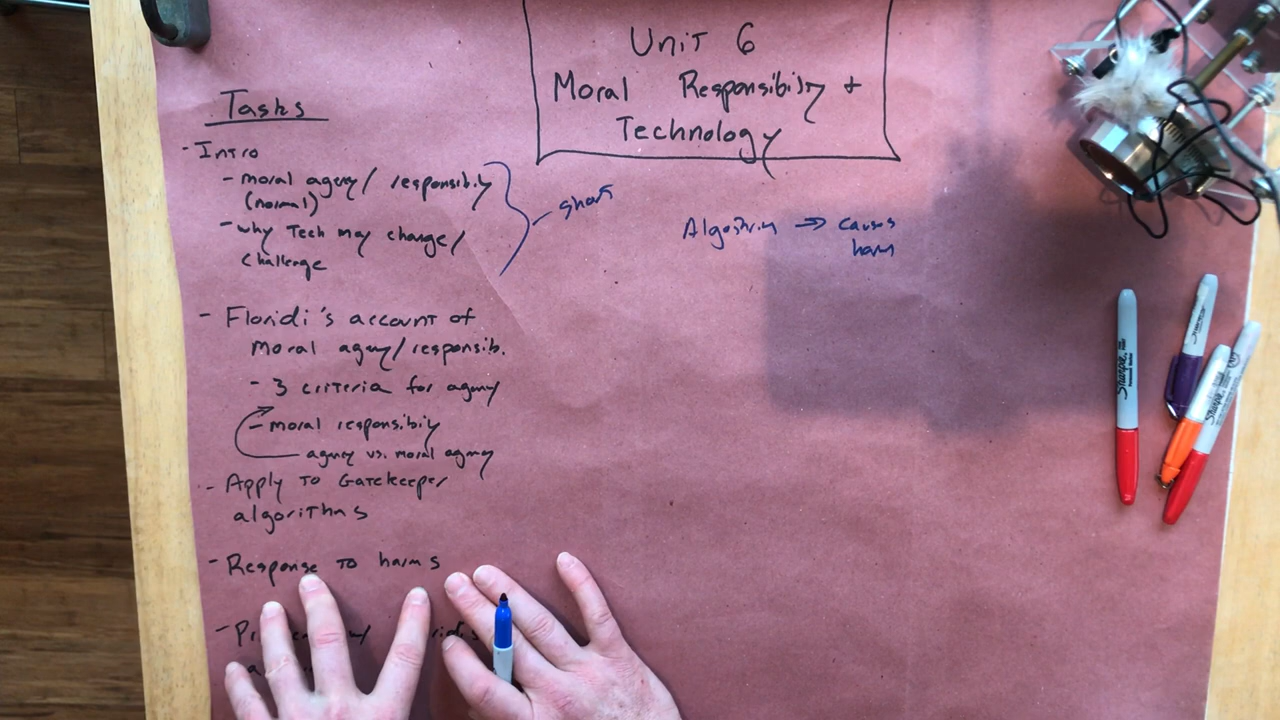 Unit 6
Moral Responsibility +
Technology
Tasks
- Intro
- moral agency/ responsibility
(normal)
- why Tech may change/
challenge
short
Algorithm → causes
harm
- Floridi's account of
moral agency/responsib.
- 3 criteria for agency
- moral responsibility
agency vs. moral agency
- Apply to Gatekeeper
algorithms
- Response to harms
Sharpie
Sharpie